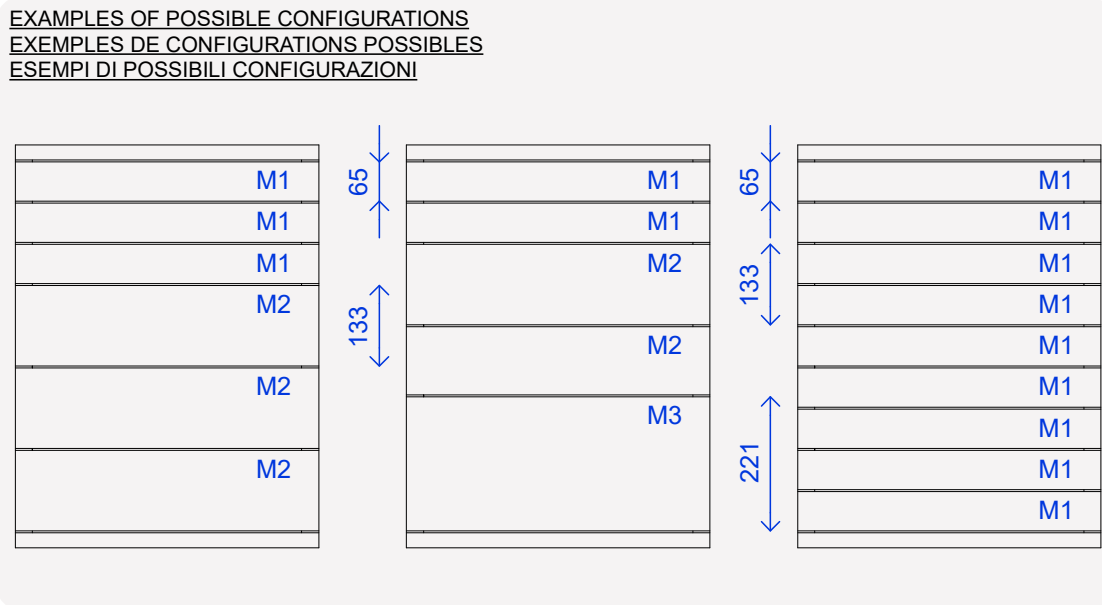 EXAMPLES OF POSSIBLE CONFIGURATIONS
EXEMPLES DE CONFIGURATIONS POSSIBLES
ESEMPI DI POSSIBILI CONFIGURAZIONI
M1
M1
M1
M2
M2
M2
65
133
M1
M1
M2
M2
M3
65
133
221
M1
M1
M1
M1
M1
M1
M1
M1
M1